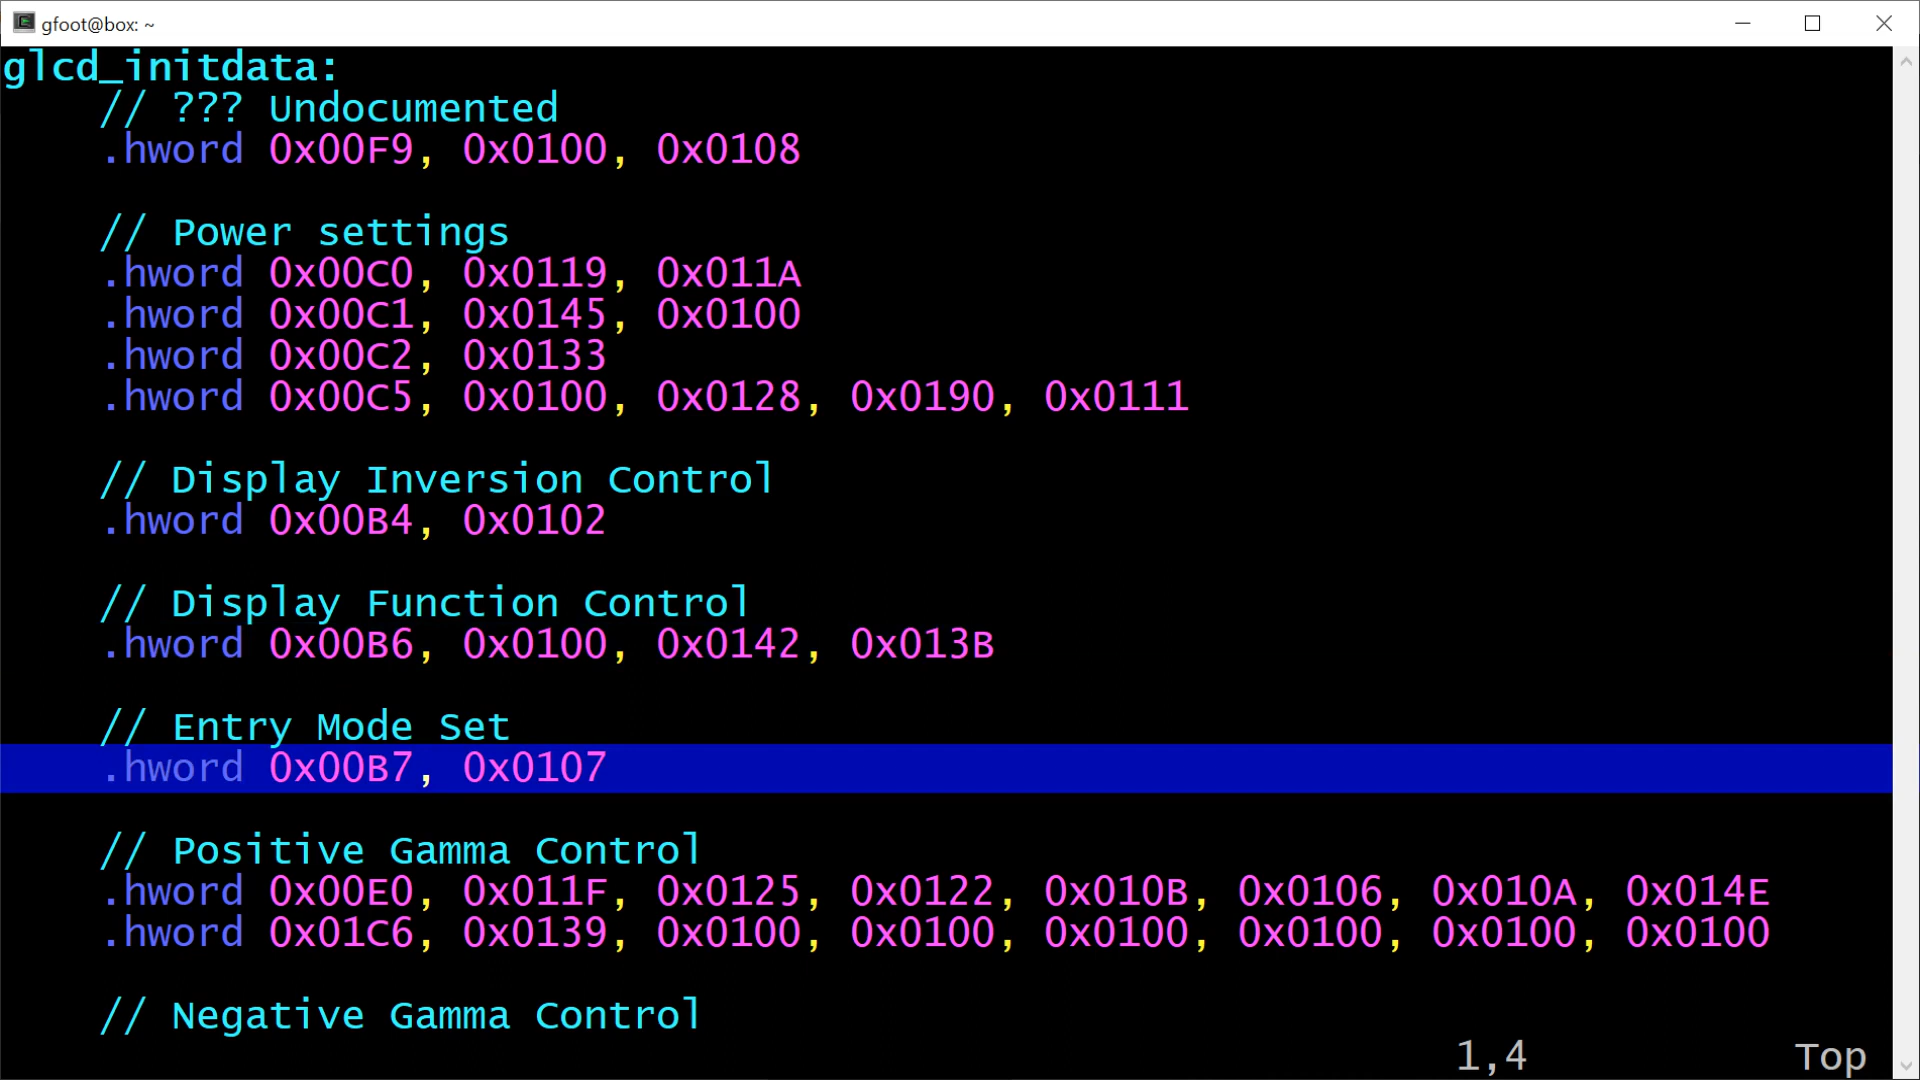 gfoot@box: ~
glcd_initdata:
// ??? Undocumented
.hword 0x00F9, 0x0100, 0x0108
// Power settings
.hword 0x00C0, 0x0119, 0x011A
.hword 0x00C1, 0x0145, 0x0100
.hword 0x00C2, 0x0133
.hword 0x00C5, 0x0100, 0x0128, 0x0190, 0x0111
// Display Inversion Control
.hword 0x00B4, 0x0102
// Display Function Control
.hword 0x00B6, 0x0100, 0x0142, 0x013B
// Entry Mode Set
.hword 0x00B7, 0x0107
// Positive Gamma Control
.hword 0x00E0, 0x011F, 0x0125, 0x0122, 0x010B, 0x0106, 0x010A, 0x014E
.hword 0x01C6, 0x0139, 0x0100, 0x0100, 0x0100, 0x0100, 0x0100, 0x0100
// Negative Gamma Control
1,4 Top